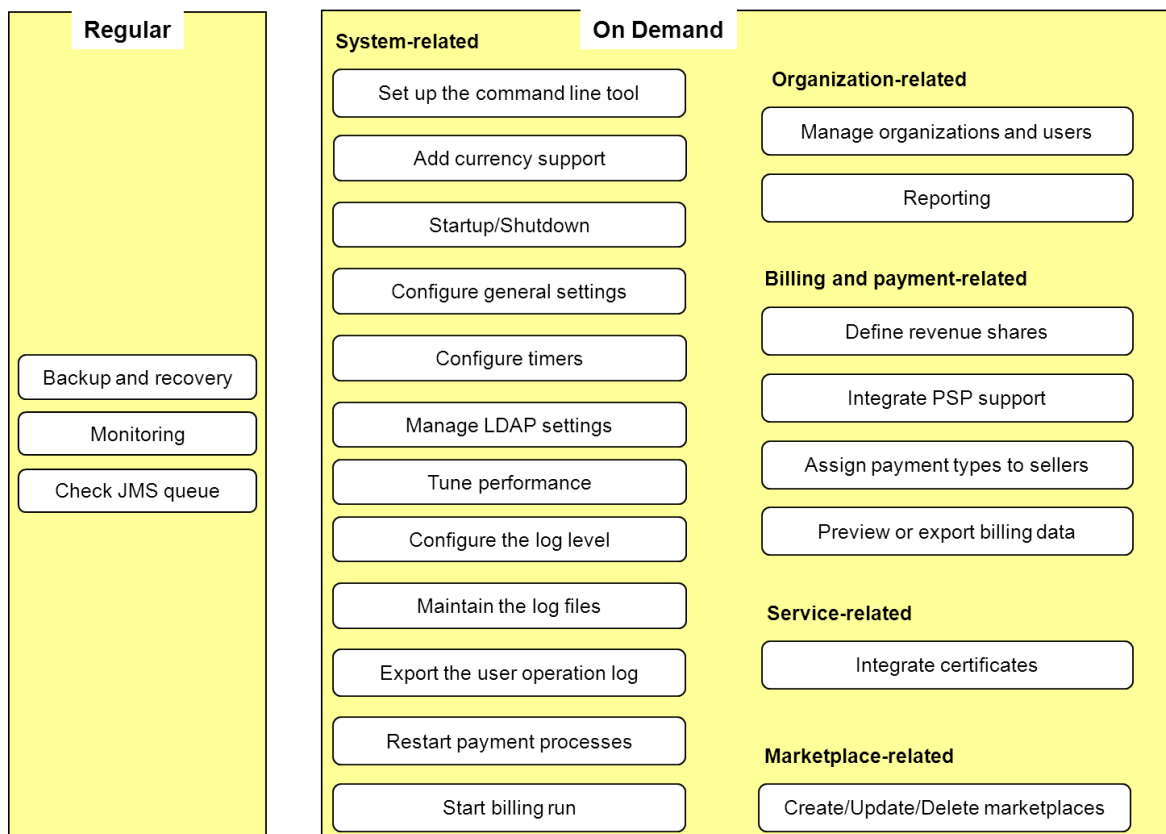 Regular
Backup and recovery
Monitoring
Check JMS queue
On Demand
System-related
Set up the command line tool
Add currency support
Startup/Shutdown
Configure general settings
Configure timers
Manage LDAP settings
Tune performance
Configure the log level
Maintain the log files
Export the user operation log
Restart payment processes
Start billing run
Organization-related
Manage organizations and users
Reporting
Billing and payment-related
Define revenue shares
Integrate PSP support
Assign payment types to sellers
Preview or export billing data
Service-related
Integrate certificates
Marketplace-related
Create/Update/Delete marketplaces